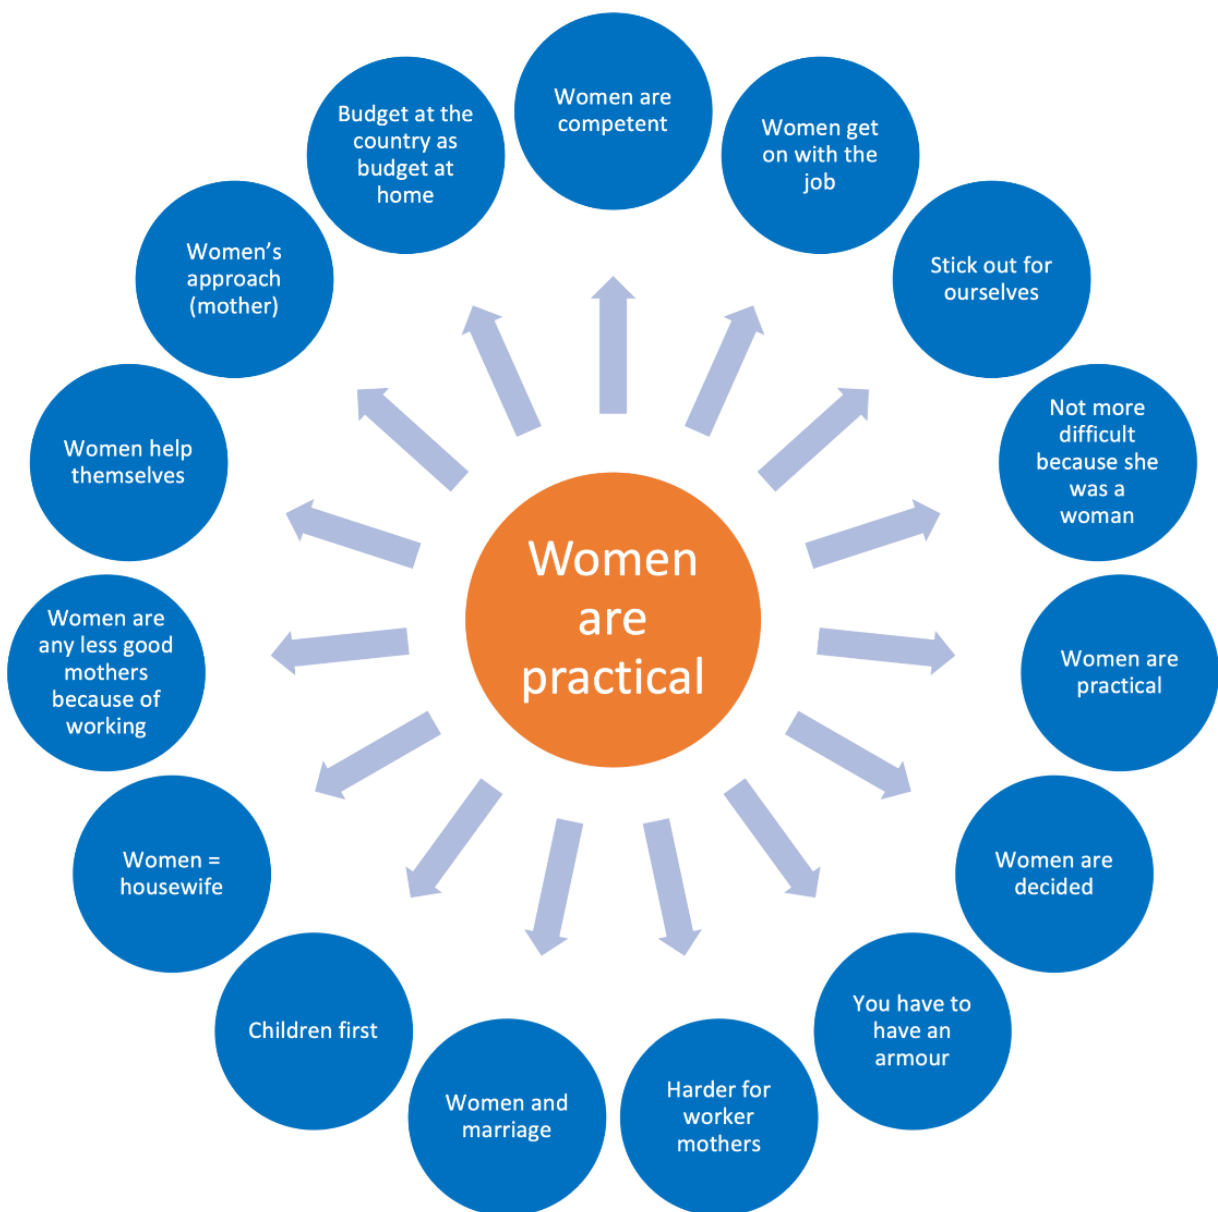 Women are
competent
Women get
on with the
job
Stick out for
ourselves
Not more
difficult
because she
was a
woman
Women are
practical
Women are
decided
You have to
have an
armour
Harder for
worker
mothers
Women and
marriage
Children first
Women =
housewife
Women are
any less good
mothers
because of
working
Women help
themselves
Women’s
approach
(mother)
Budget at the
country as
budget at
home
Women
are
practical